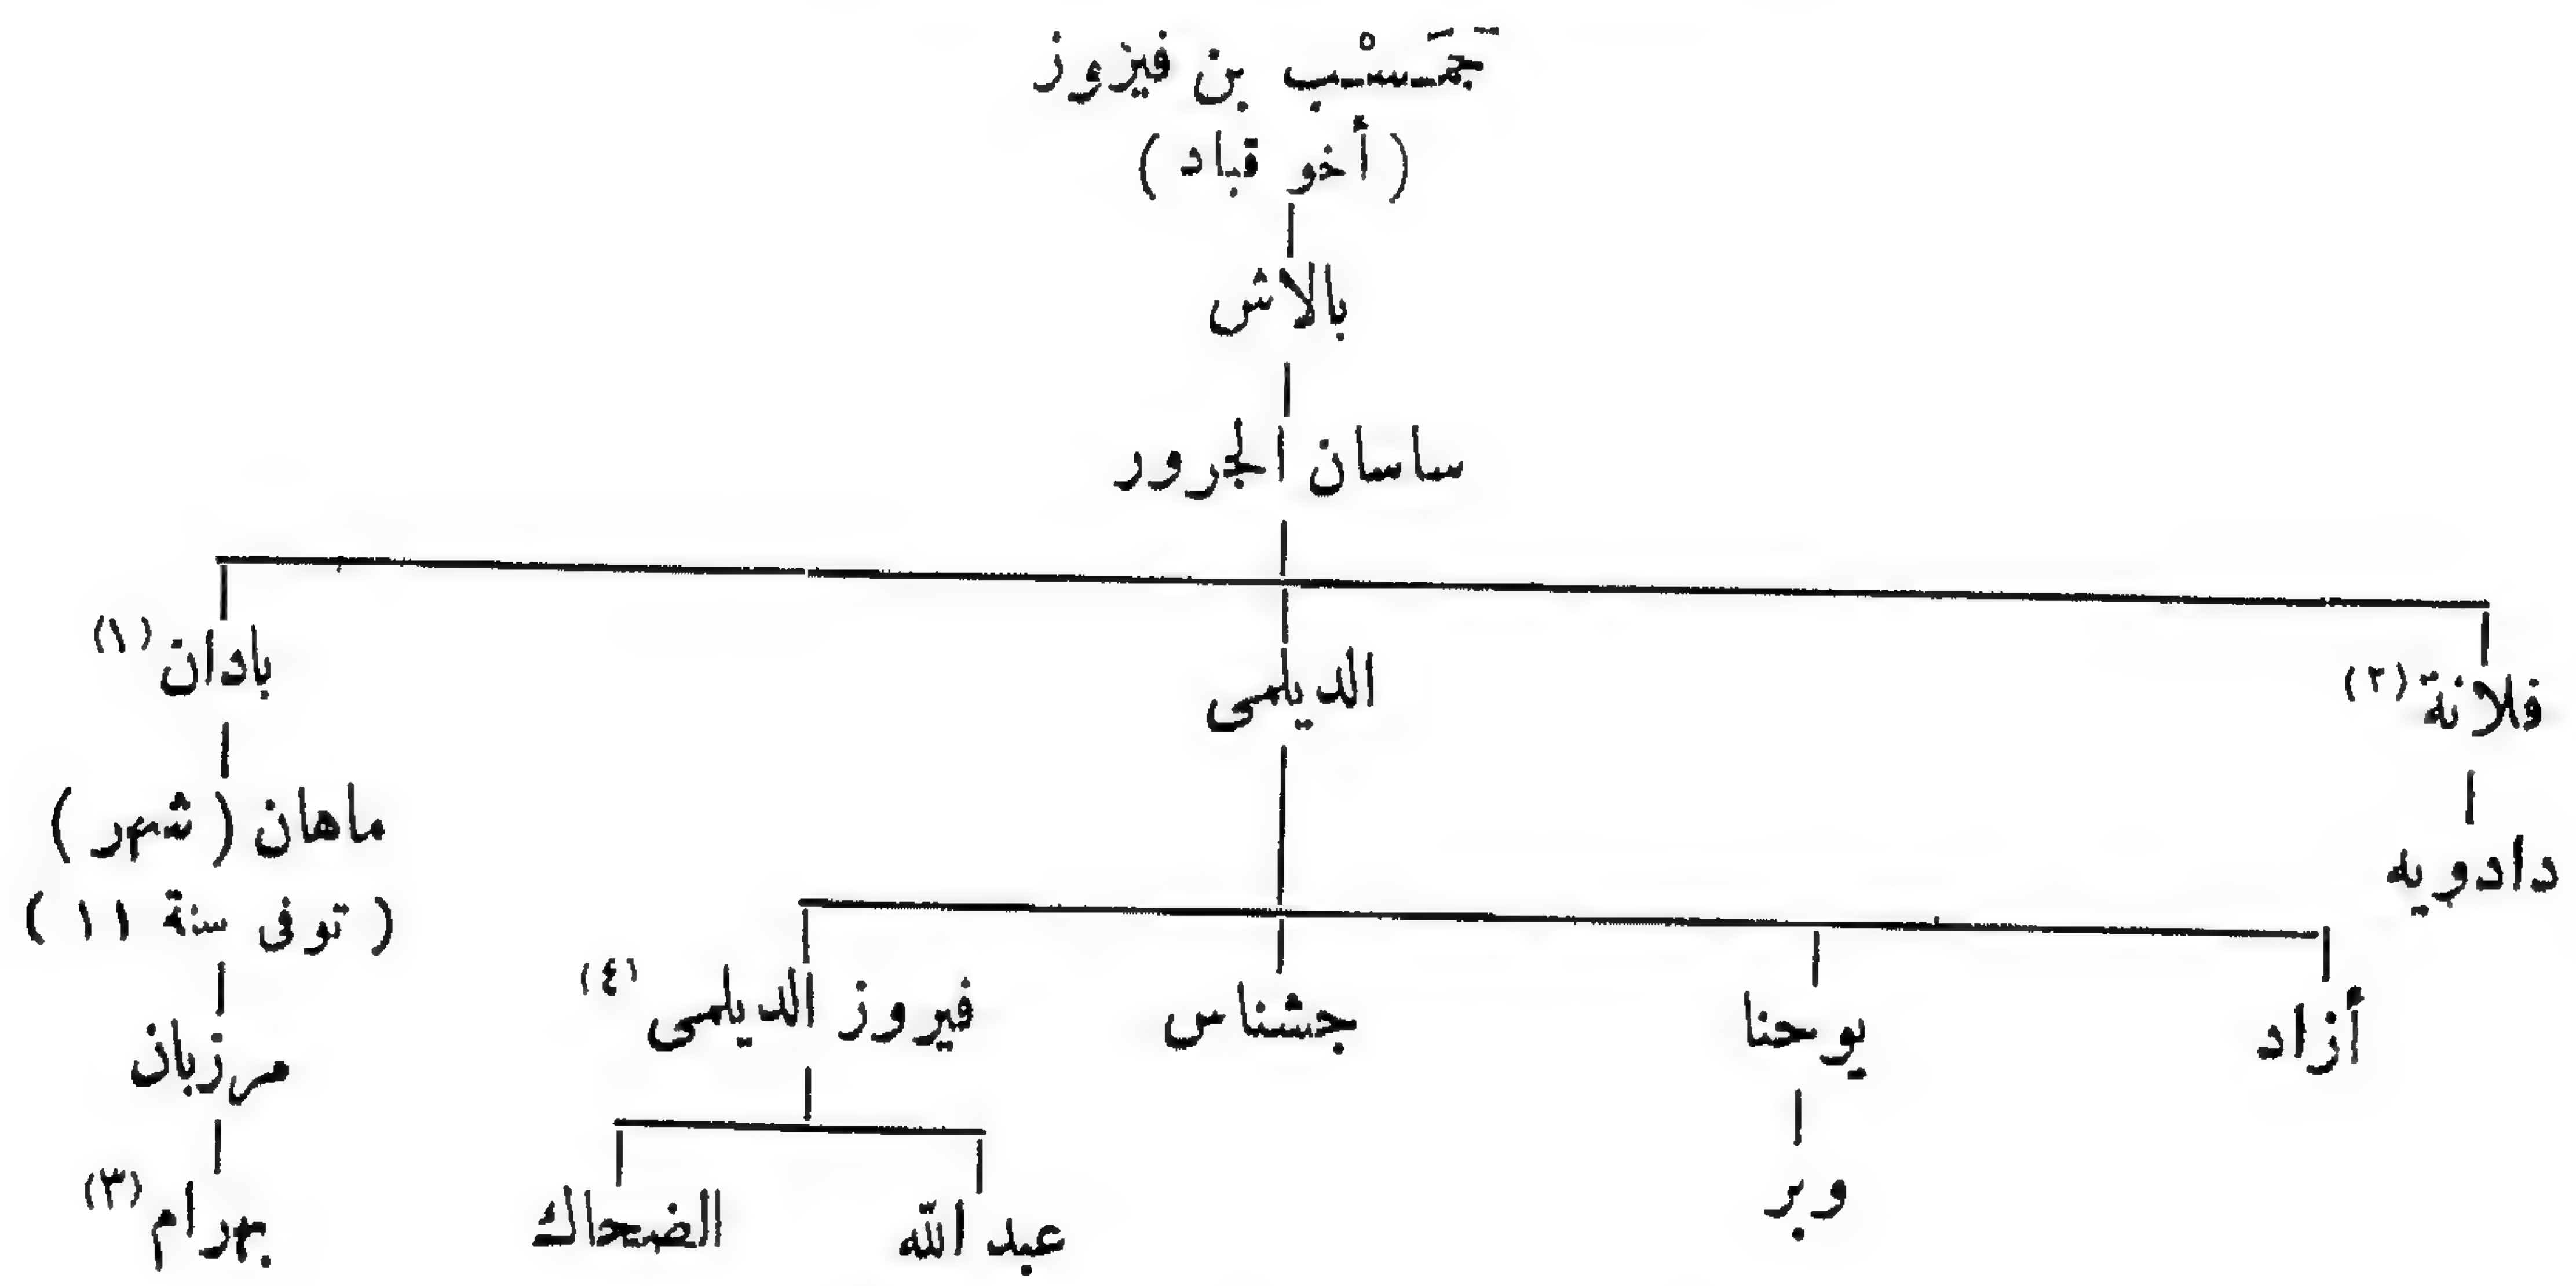 جَمَسْب بن فيزوز
( أخو قباد )
بالاش
ساسان الجرور
فلانة (٢)
الديلمى
بادان (١)
دادويه
ماهان ( شهر )
( توفى سنة ١١ )
أزاد
يوحنا
جشناس
فيروز الديلمى (٤)
مرزبان
وبر
عبد الله
الضحاك
بهرام (٣)